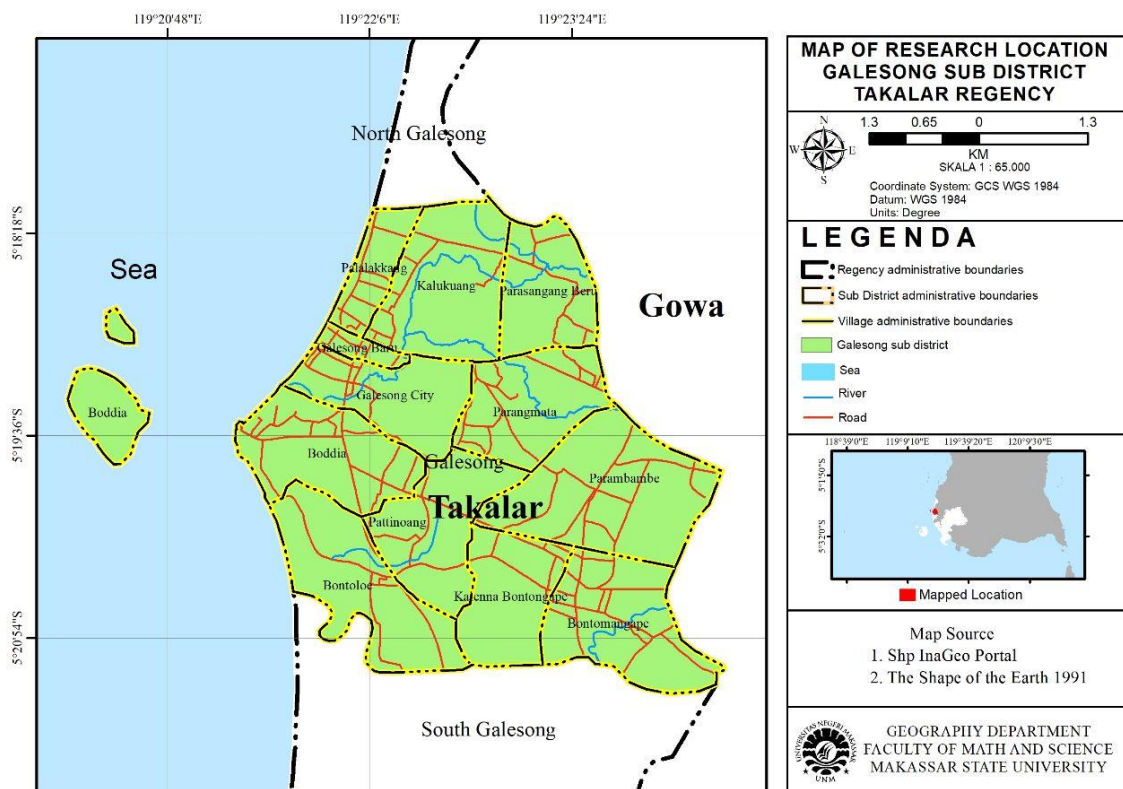 119°20'48"E
119°22'6"E
119°23'24"E
5°18'18"S
5°19'36"S
5°20'54"S
North Galesong
Sea
Gowa
Palalakkang
Kalukuang
Parasangang Beru
Galesong Baru
Galesong City
Boddia
Parangmata
Boddia
Galesong
Parambambe
Takalar
Pattinoang
Bontoloe
Kalenna Bontongape
Bontomangape
South Galesong
MAP OF RESEARCH LOCATION
GALESONG SUB DISTRICT
TAKALAR REGENCY
N
W
E
S
1.3 0.65 0 1.3
KM
SKALA 1 : 65.000
Coordinate System: GCS WGS 1984
Datum: WGS 1984
Units: Degree
LEGENDA
Regency administrative boundaries
Sub District administrative boundaries
Village administrative boundaries
Galesong sub district
Sea
River
Road
118°39'0"E 119°9'10"E 119°39'20"E 120°9'30"E
5°1'50"S
5°32'0"S
Mapped Location
Map Source
1. Shp InaGeo Portal
2. The Shape of the Earth 1991
UNIVERSITAS NEGERI MAKASSAR
UNM
GEOGRAPHY DEPARTMENT
FACULTY OF MATH AND SCIENCE
MAKASSAR STATE UNIVERSITY